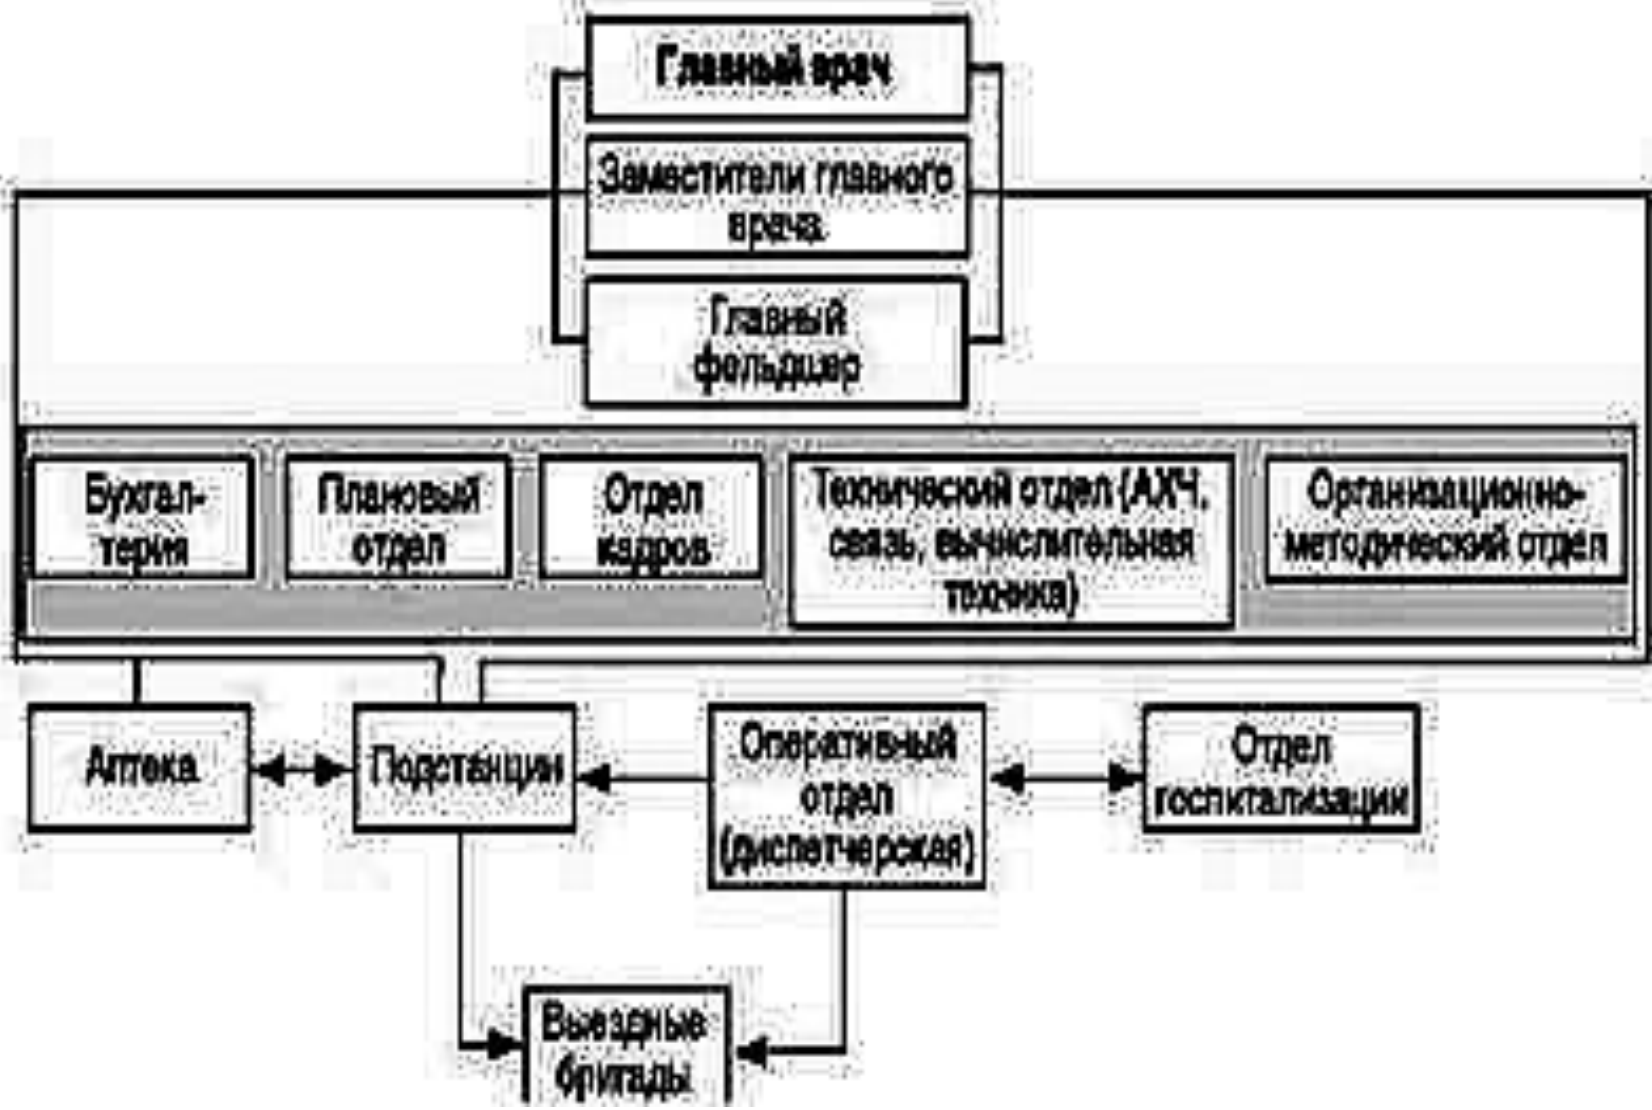 Главный врач
Заместители главного
врача
Главный
фельдшер
Бухгал-
терия
Плановый
отдел
Отдел
кадров
Технический отдел (АХЧ,
связь, вычислительная
техника)
Организационно-
методический отдел
Аптека
Подстанции
Оперативный
отдел
(диспетчерская)
Отдел
госпитализации
Выездные
бригады